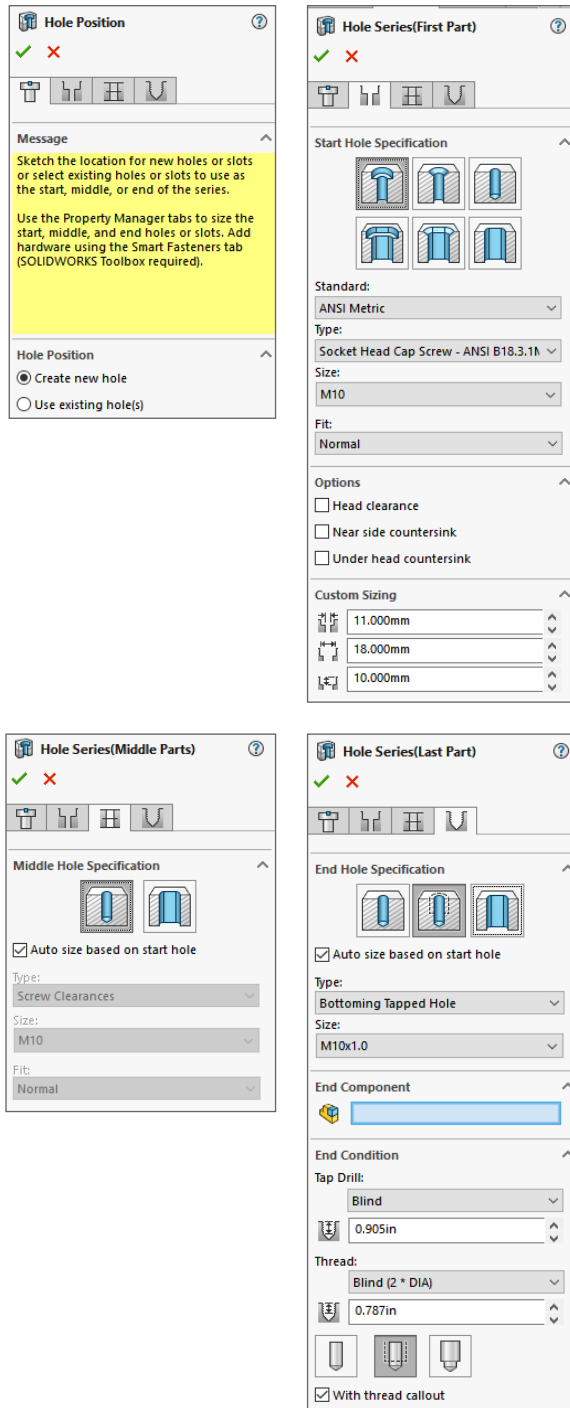 Hole Position
Message
Sketch the location for new holes or slots
or select existing holes or slots to use as
the start, middle, or end of the series.
Use the Property Manager tabs to size the
start, middle, and end holes or slots. Add
hardware using the Smart Fasteners tab
(SOLIDWORKS Toolbox required).
Hole Position
Create new hole
Use existing hole(s)
Hole Series(First Part)
Start Hole Specification
Standard:
ANSI Metric
Type:
Socket Head Cap Screw - ANSI B18.3.1M
Size:
M10
Fit:
Normal
Options
Head clearance
Near side countersink
Under head countersink
Custom Sizing
11.000mm
18.000mm
10.000mm
Hole Series(Middle Parts)
Middle Hole Specification
Auto size based on start hole
Type:
Screw Clearances
Size:
M10
Fit:
Normal
Hole Series(Last Part)
End Hole Specification
Auto size based on start hole
Type:
Bottoming Tapped Hole
Size:
M10x1.0
End Component
End Condition
Tap Drill:
Blind
0.905in
Thread:
Blind (2 * DIA)
0.787in
With thread callout